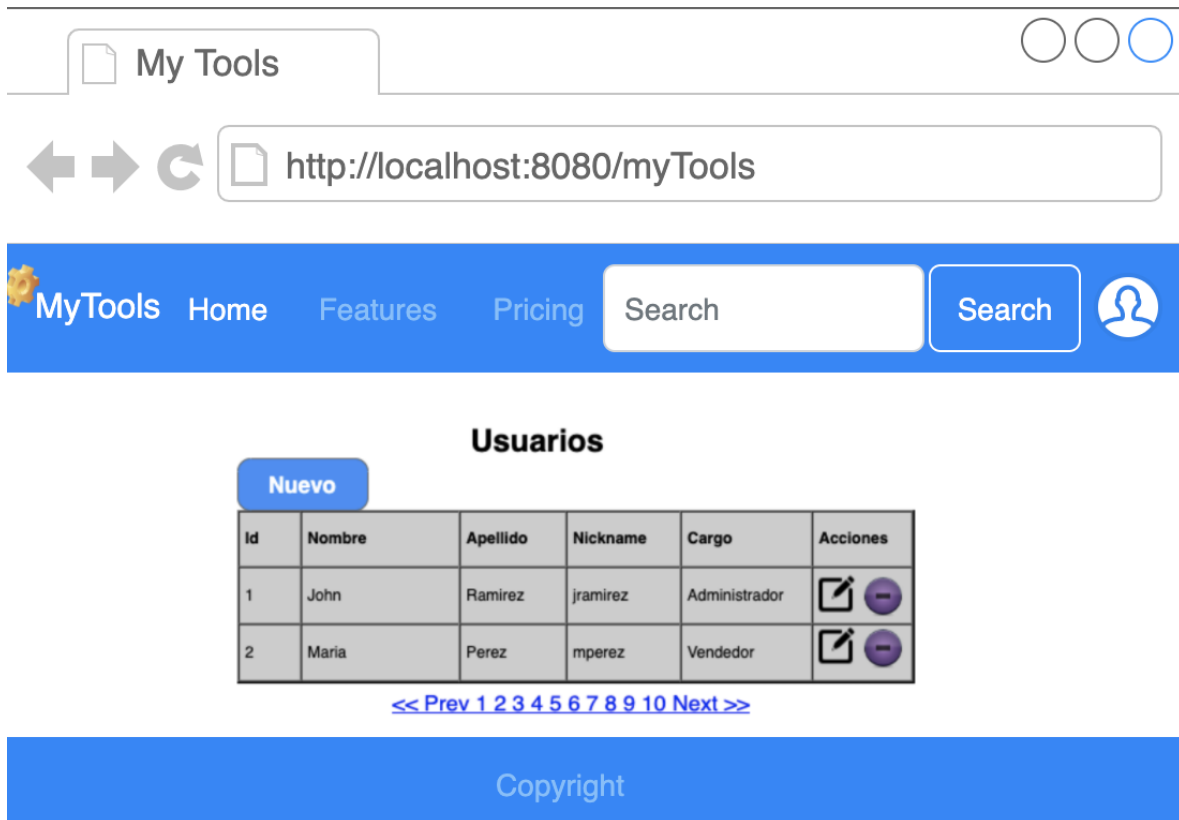 My Tools
http://localhost:8080/myTools
MyTools Home Features Pricing Search Search
Usuarios
Nuevo
Id Nombre Apellido Nickname Cargo Acciones
1 John Ramirez jramirez Administrador
2 Maria Perez mperez Vendedor
<< Prev 1 2 3 4 5 6 7 8 9 10 Next >>
Copyright